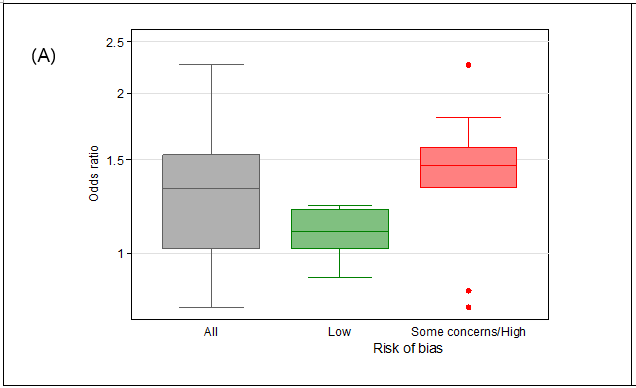 (A)
2.5
2
1.5
1
Odds ratio
All Low Some concerns/High
Risk of bias